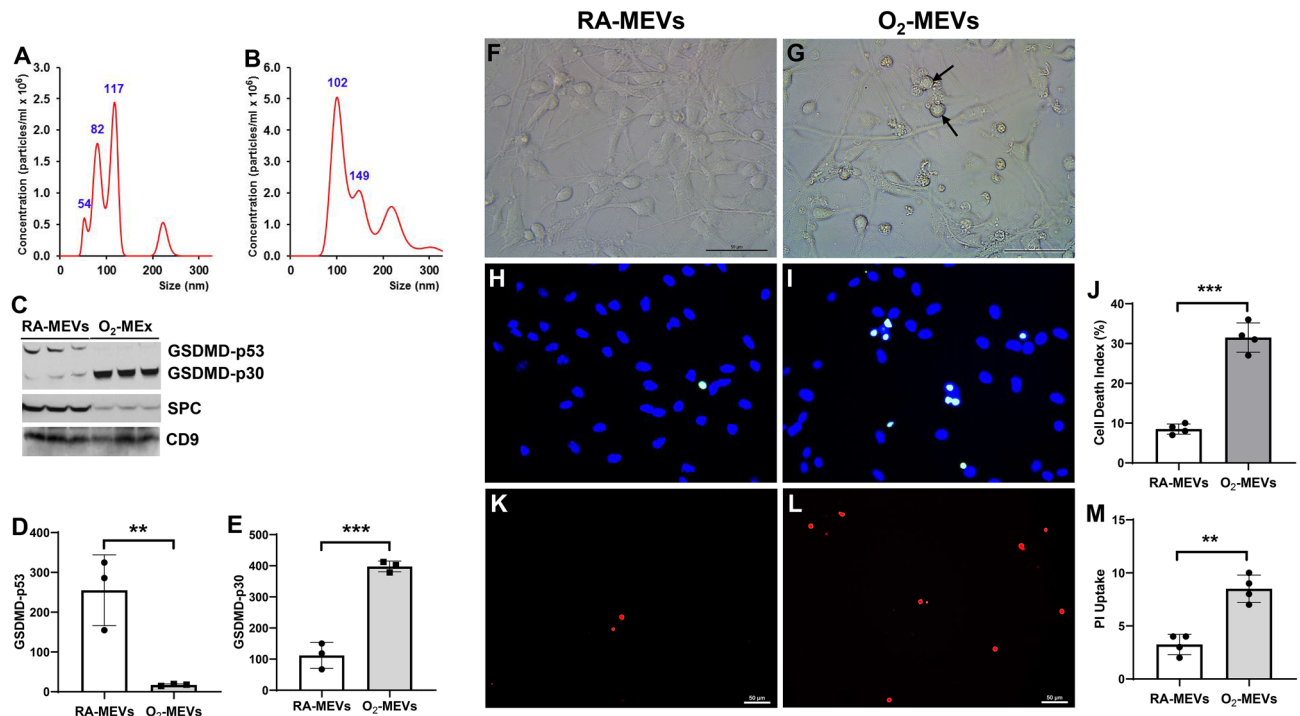 RA-MEVs
O₂-MEVs
A
Concentration (particles/ml x 10⁶)
3.0
2.5
2.0
1.5
1.0
0.5
0.0
54
82
117
0
100
200
300
Size (nm)
B
Concentration (particles/ml x 10⁶)
6.0
5.0
4.0
3.0
2.0
1.0
0.0
102
149
0
100
200
300
Size (nm)
C
RA-MEVs O₂-MEx
GSDMD-p53
GSDMD-p30
SPC
CD9
D
GSDMD-p53
400
300
200
100
0
**
RA-MEVs
O₂-MEVs
E
GSDMD-p30
500
400
300
200
100
0
***
RA-MEVs
O₂-MEVs
F
50 μm
G
H
I
J
Cell Death Index (%)
40
30
20
10
0
***
RA-MEVs
O₂-MEVs
K
50 μm
L
50 μm
M
PI Uptake
15
10
5
0
**
RA-MEVs
O₂-MEVs